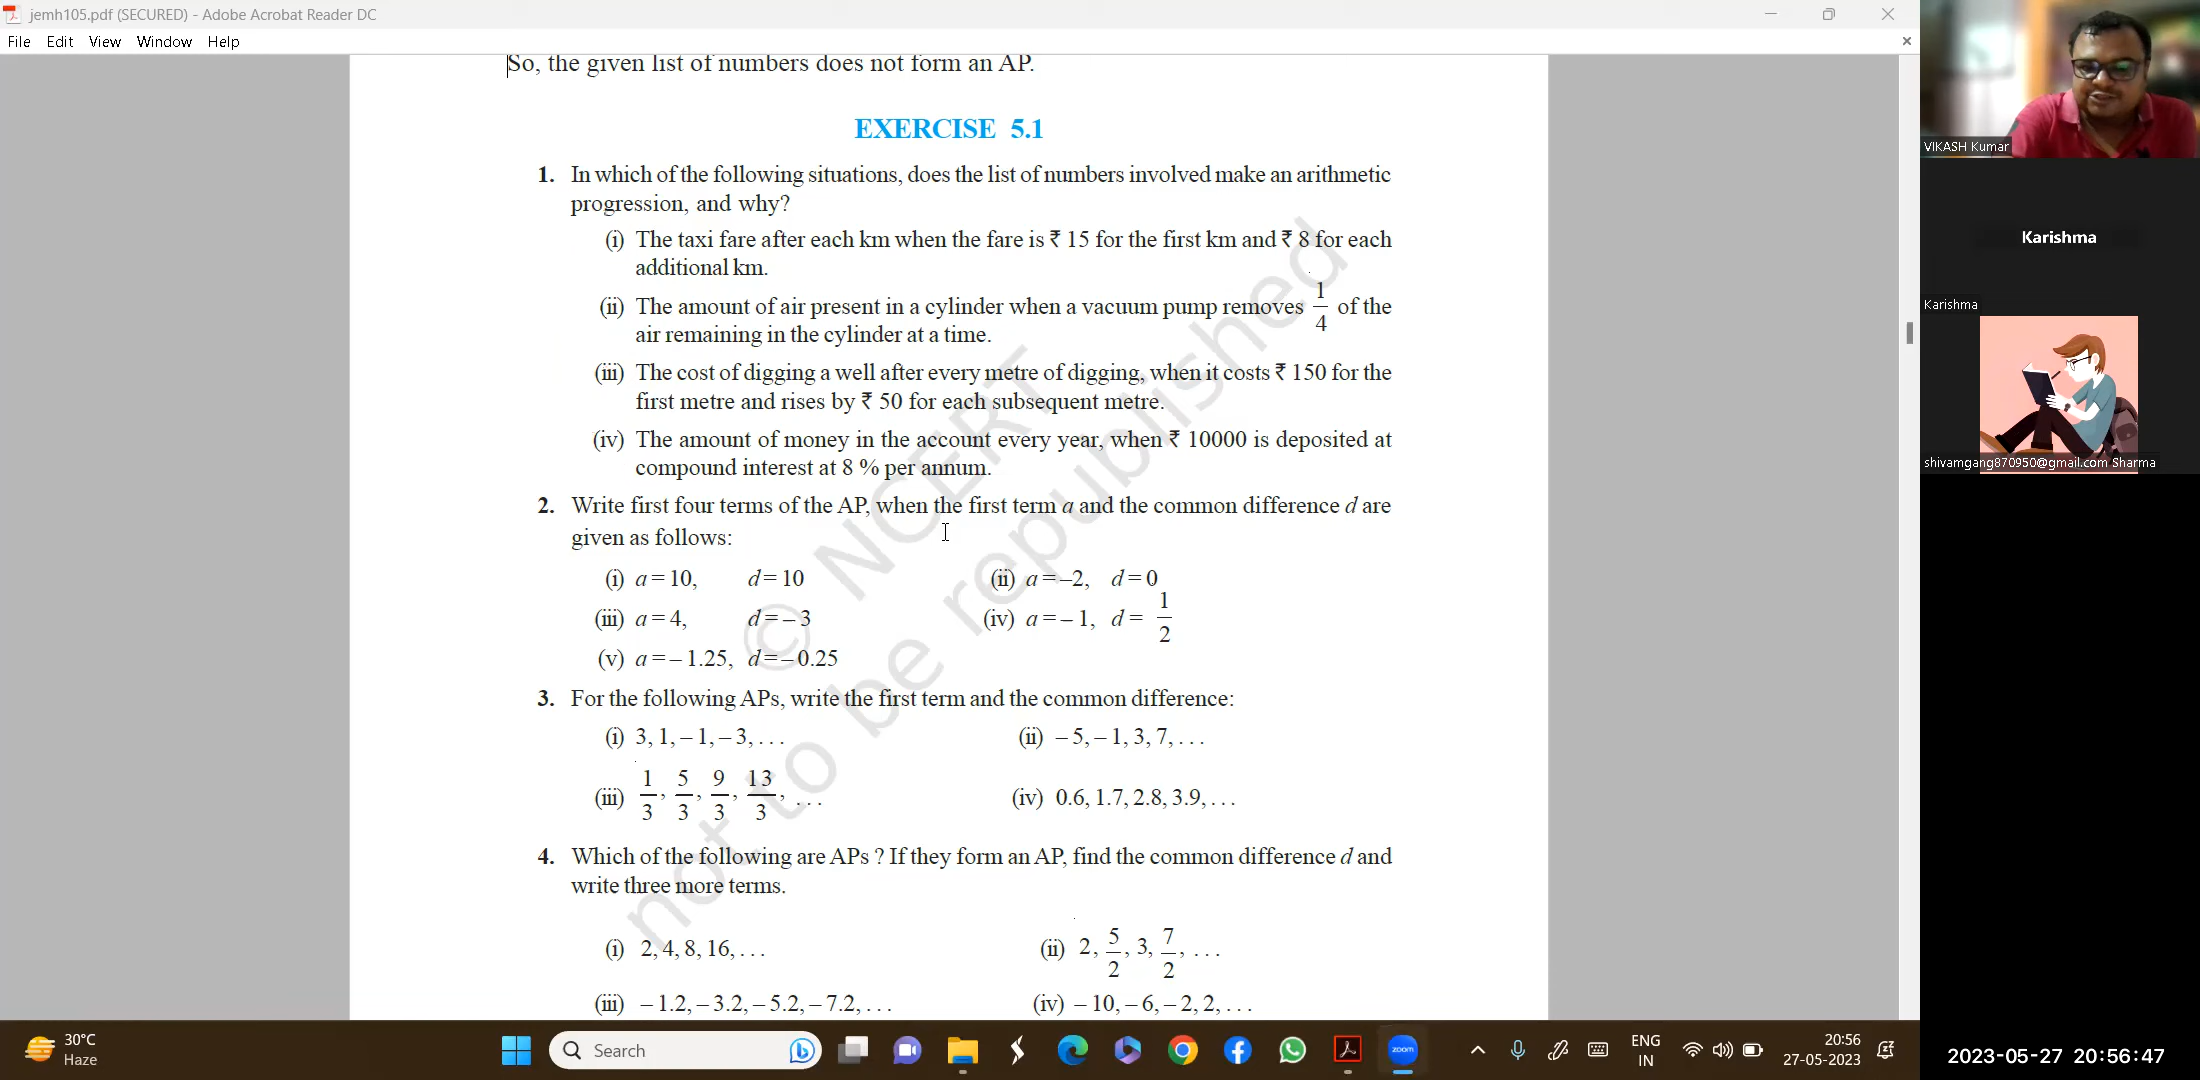 jemh105.pdf (SECURED) - Adobe Acrobat Reader DC
File Edit View Window Help
So, the given list of numbers does not form an AP.
EXERCISE 5.1
1. In which of the following situations, does the list of numbers involved make an arithmetic
progression, and why?
(i) The taxi fare after each km when the fare is ₹ 15 for the first km and ₹ 8 for each
additional km.
(ii) The amount of air present in a cylinder when a vacuum pump removes 1/4 of the
air remaining in the cylinder at a time.
(iii) The cost of digging a well after every metre of digging, when it costs ₹ 150 for the
first metre and rises by ₹ 50 for each subsequent metre.
(iv) The amount of money in the account every year, when ₹ 10000 is deposited at
compound interest at 8 % per annum.
2. Write first four terms of the AP, when the first term a and the common difference d are
given as follows:
(i) a = 10, d = 10 (ii) a = –2, d = 0
(iii) a = 4, d = – 3 (iv) a = – 1, d = 1/2
(v) a = – 1.25, d = – 0.25
3. For the following APs, write the first term and the common difference:
(i) 3, 1, – 1, – 3, . . . (ii) – 5, – 1, 3, 7, . . .
(iii) 1/3, 5/3, 9/3, 13/3, . . . (iv) 0.6, 1.7, 2.8, 3.9, . . .
4. Which of the following are APs ? If they form an AP, find the common difference d and
write three more terms.
(i) 2, 4, 8, 16, . . . (ii) 2, 5/2, 3, 7/2, . . .
(iii) – 1.2, – 3.2, – 5.2, – 7.2, . . . (iv) – 10, – 6, – 2, 2, . . .
© NCERT
not to be republished
VIKASH Kumar
Karishma
Karishma
shivamgang870950@gmail.com Sharma
30°C
Haze
Search
zoom
ENG
IN
20:56
27-05-2023
2023-05-27 20:56:47